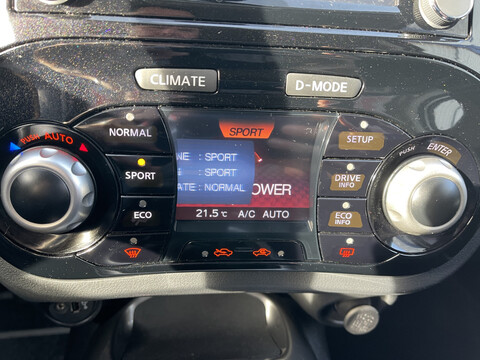 CLIMATE
D-MODE
PUSH AUTO
NORMAL
SPORT
SETUP
PUSH ENTER
: SPORT
SPORT
: SPORT
DRIVE
INFO
: NORMAL
ECO
ECO
INFO
21.5°C A/C AUTO